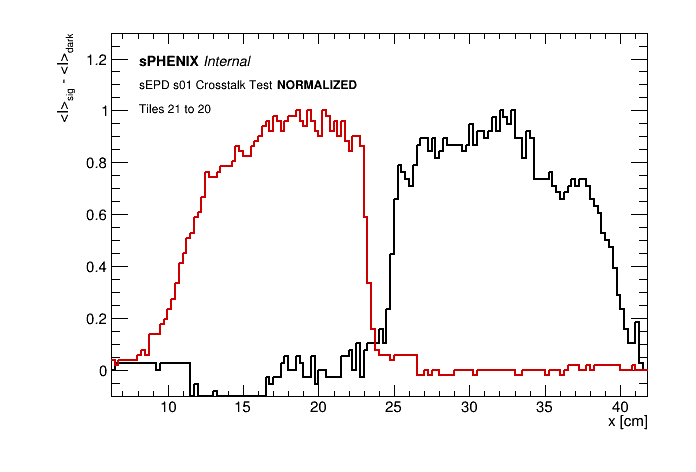 <I>sig - <I>dark
1.2
1
0.8
0.6
0.4
0.2
0
sPHENIX Internal
sEPD s01 Crosstalk Test NORMALIZED
Tiles 21 to 20
10 15 20 25 30 35 40
x [cm]